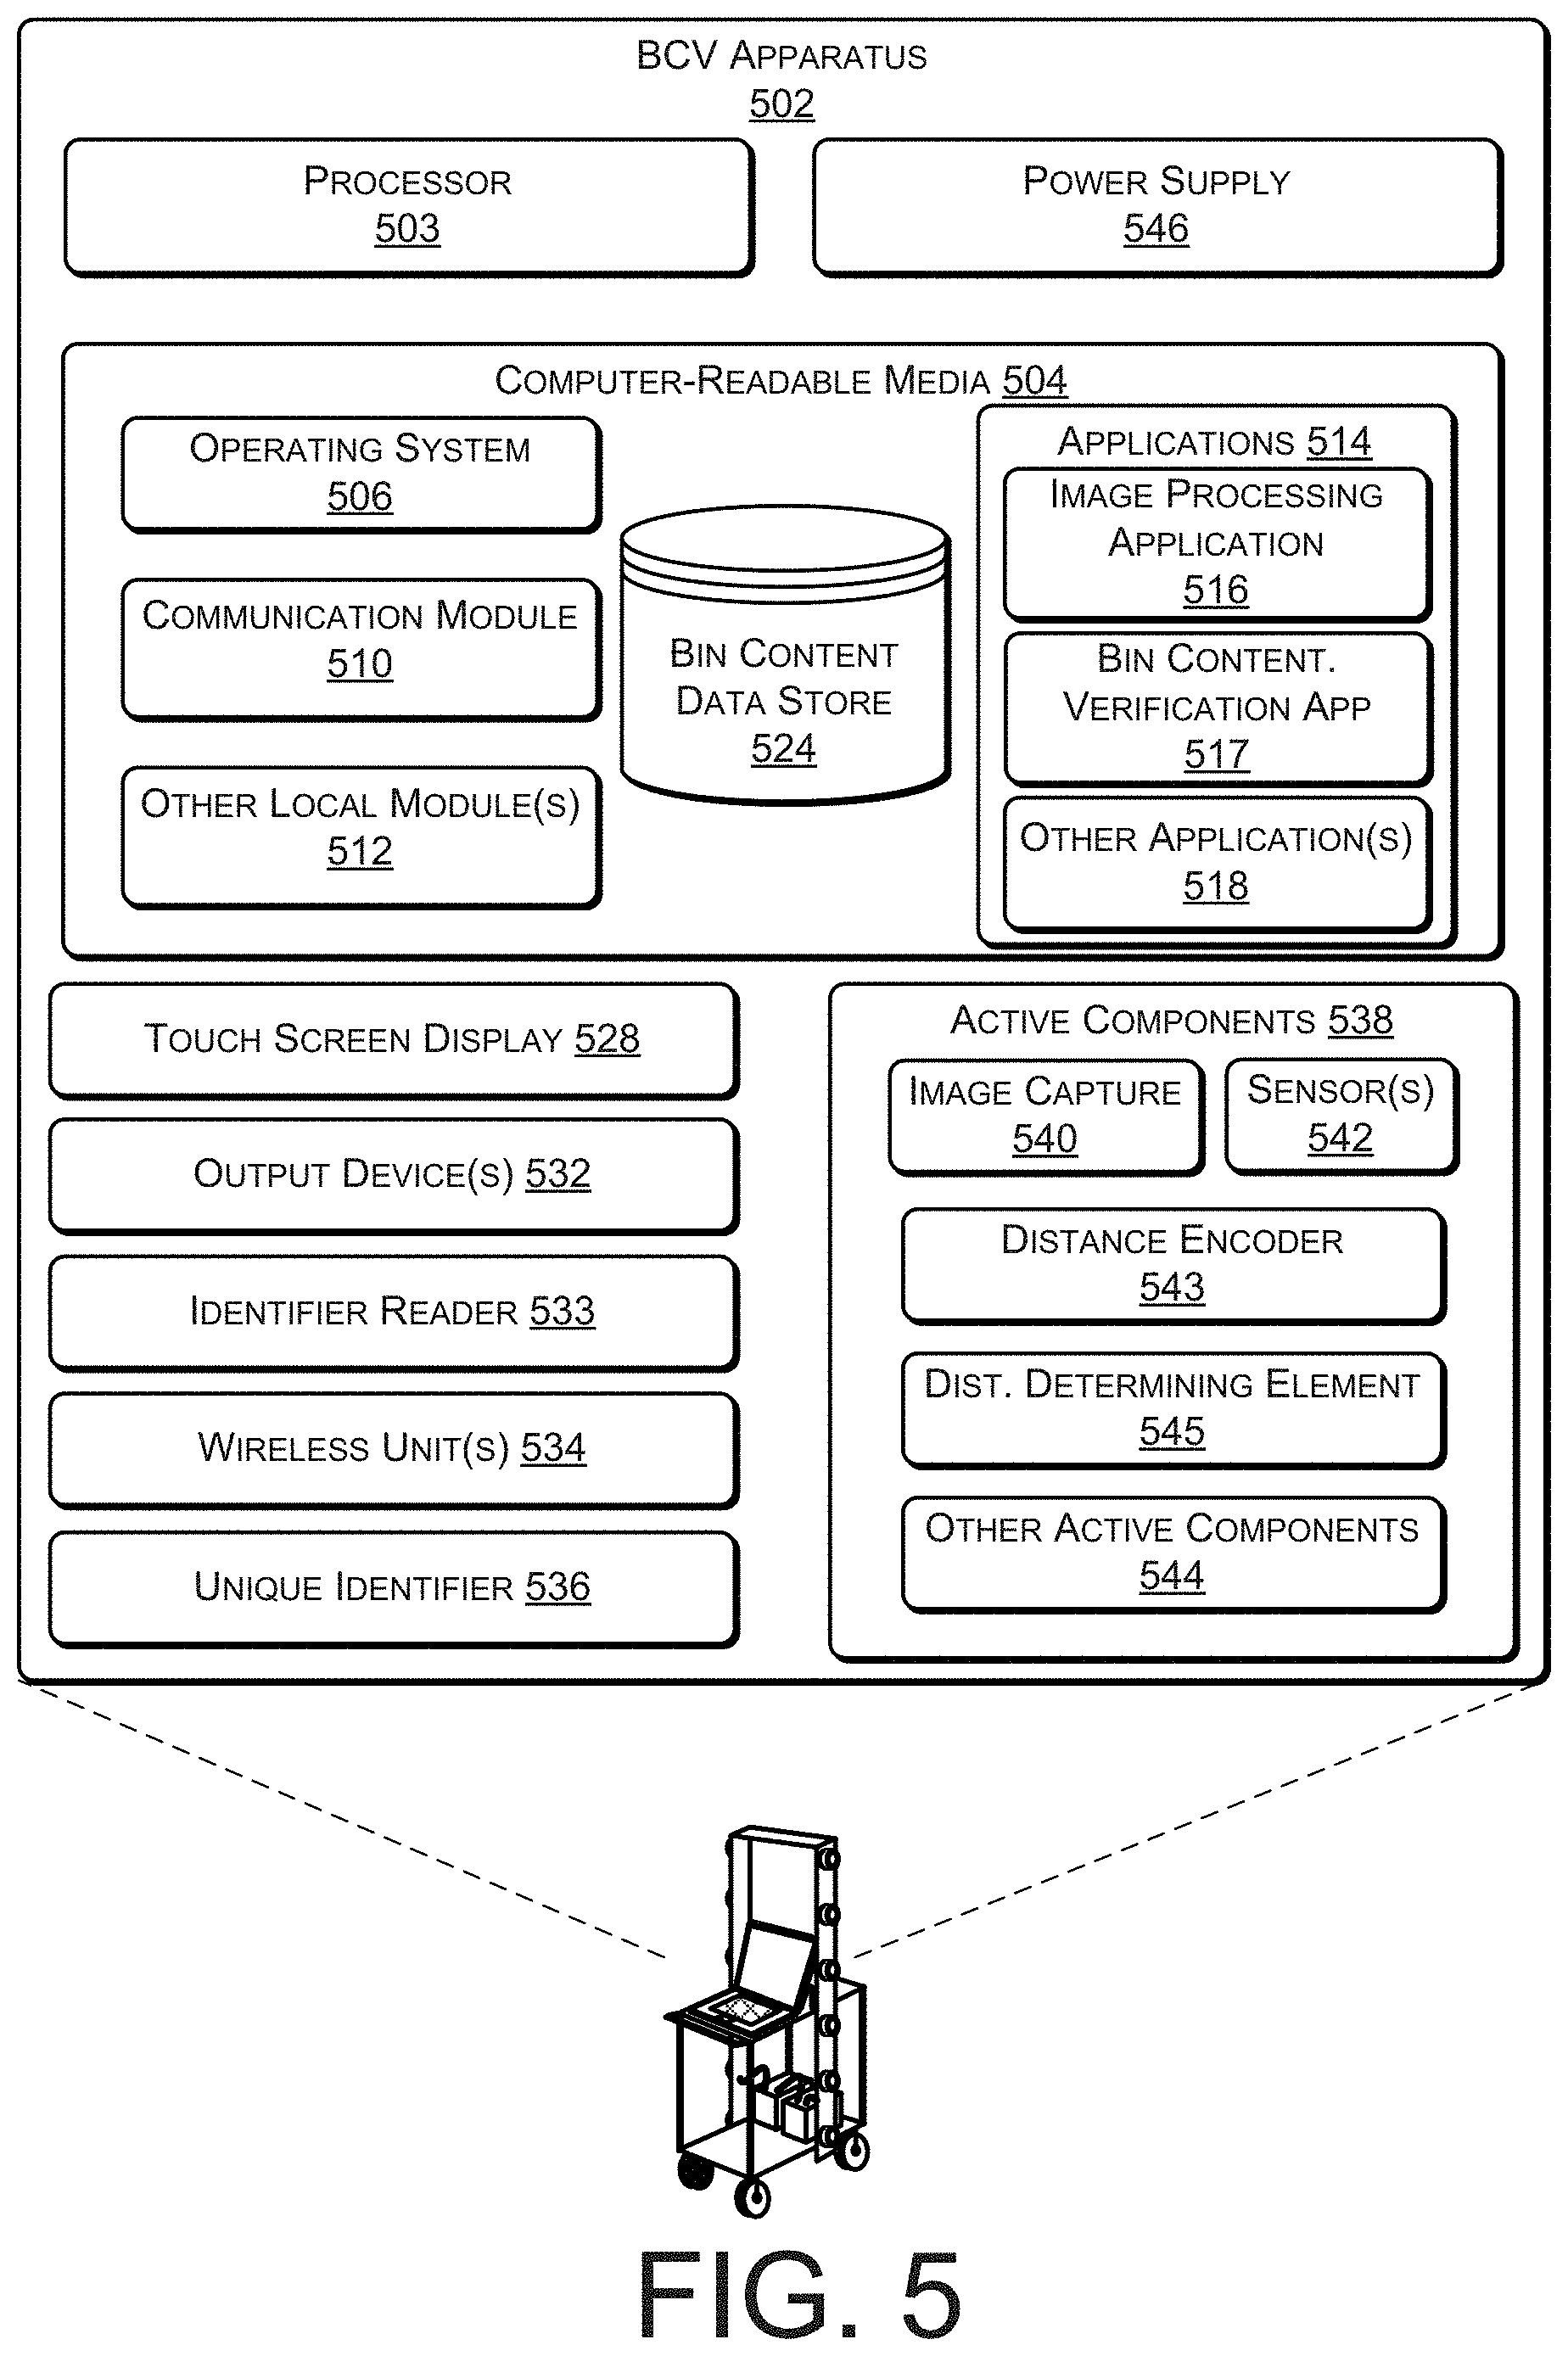 BCV APPARATUS
502
PROCESSOR
503
POWER SUPPLY
546
COMPUTER-READABLE MEDIA 504
OPERATING SYSTEM
506
COMMUNICATION MODULE
510
OTHER LOCAL MODULE(S)
512
BIN CONTENT
DATA STORE
524
APPLICATIONS 514
IMAGE PROCESSING
APPLICATION
516
BIN CONTENT.
VERIFICATION APP
517
OTHER APPLICATION(S)
518
TOUCH SCREEN DISPLAY 528
OUTPUT DEVICE(S) 532
IDENTIFIER READER 533
WIRELESS UNIT(S) 534
UNIQUE IDENTIFIER 536
ACTIVE COMPONENTS 538
IMAGE CAPTURE
540
SENSOR(S)
542
DISTANCE ENCODER
543
DIST. DETERMINING ELEMENT
545
OTHER ACTIVE COMPONENTS
544
FIG. 5